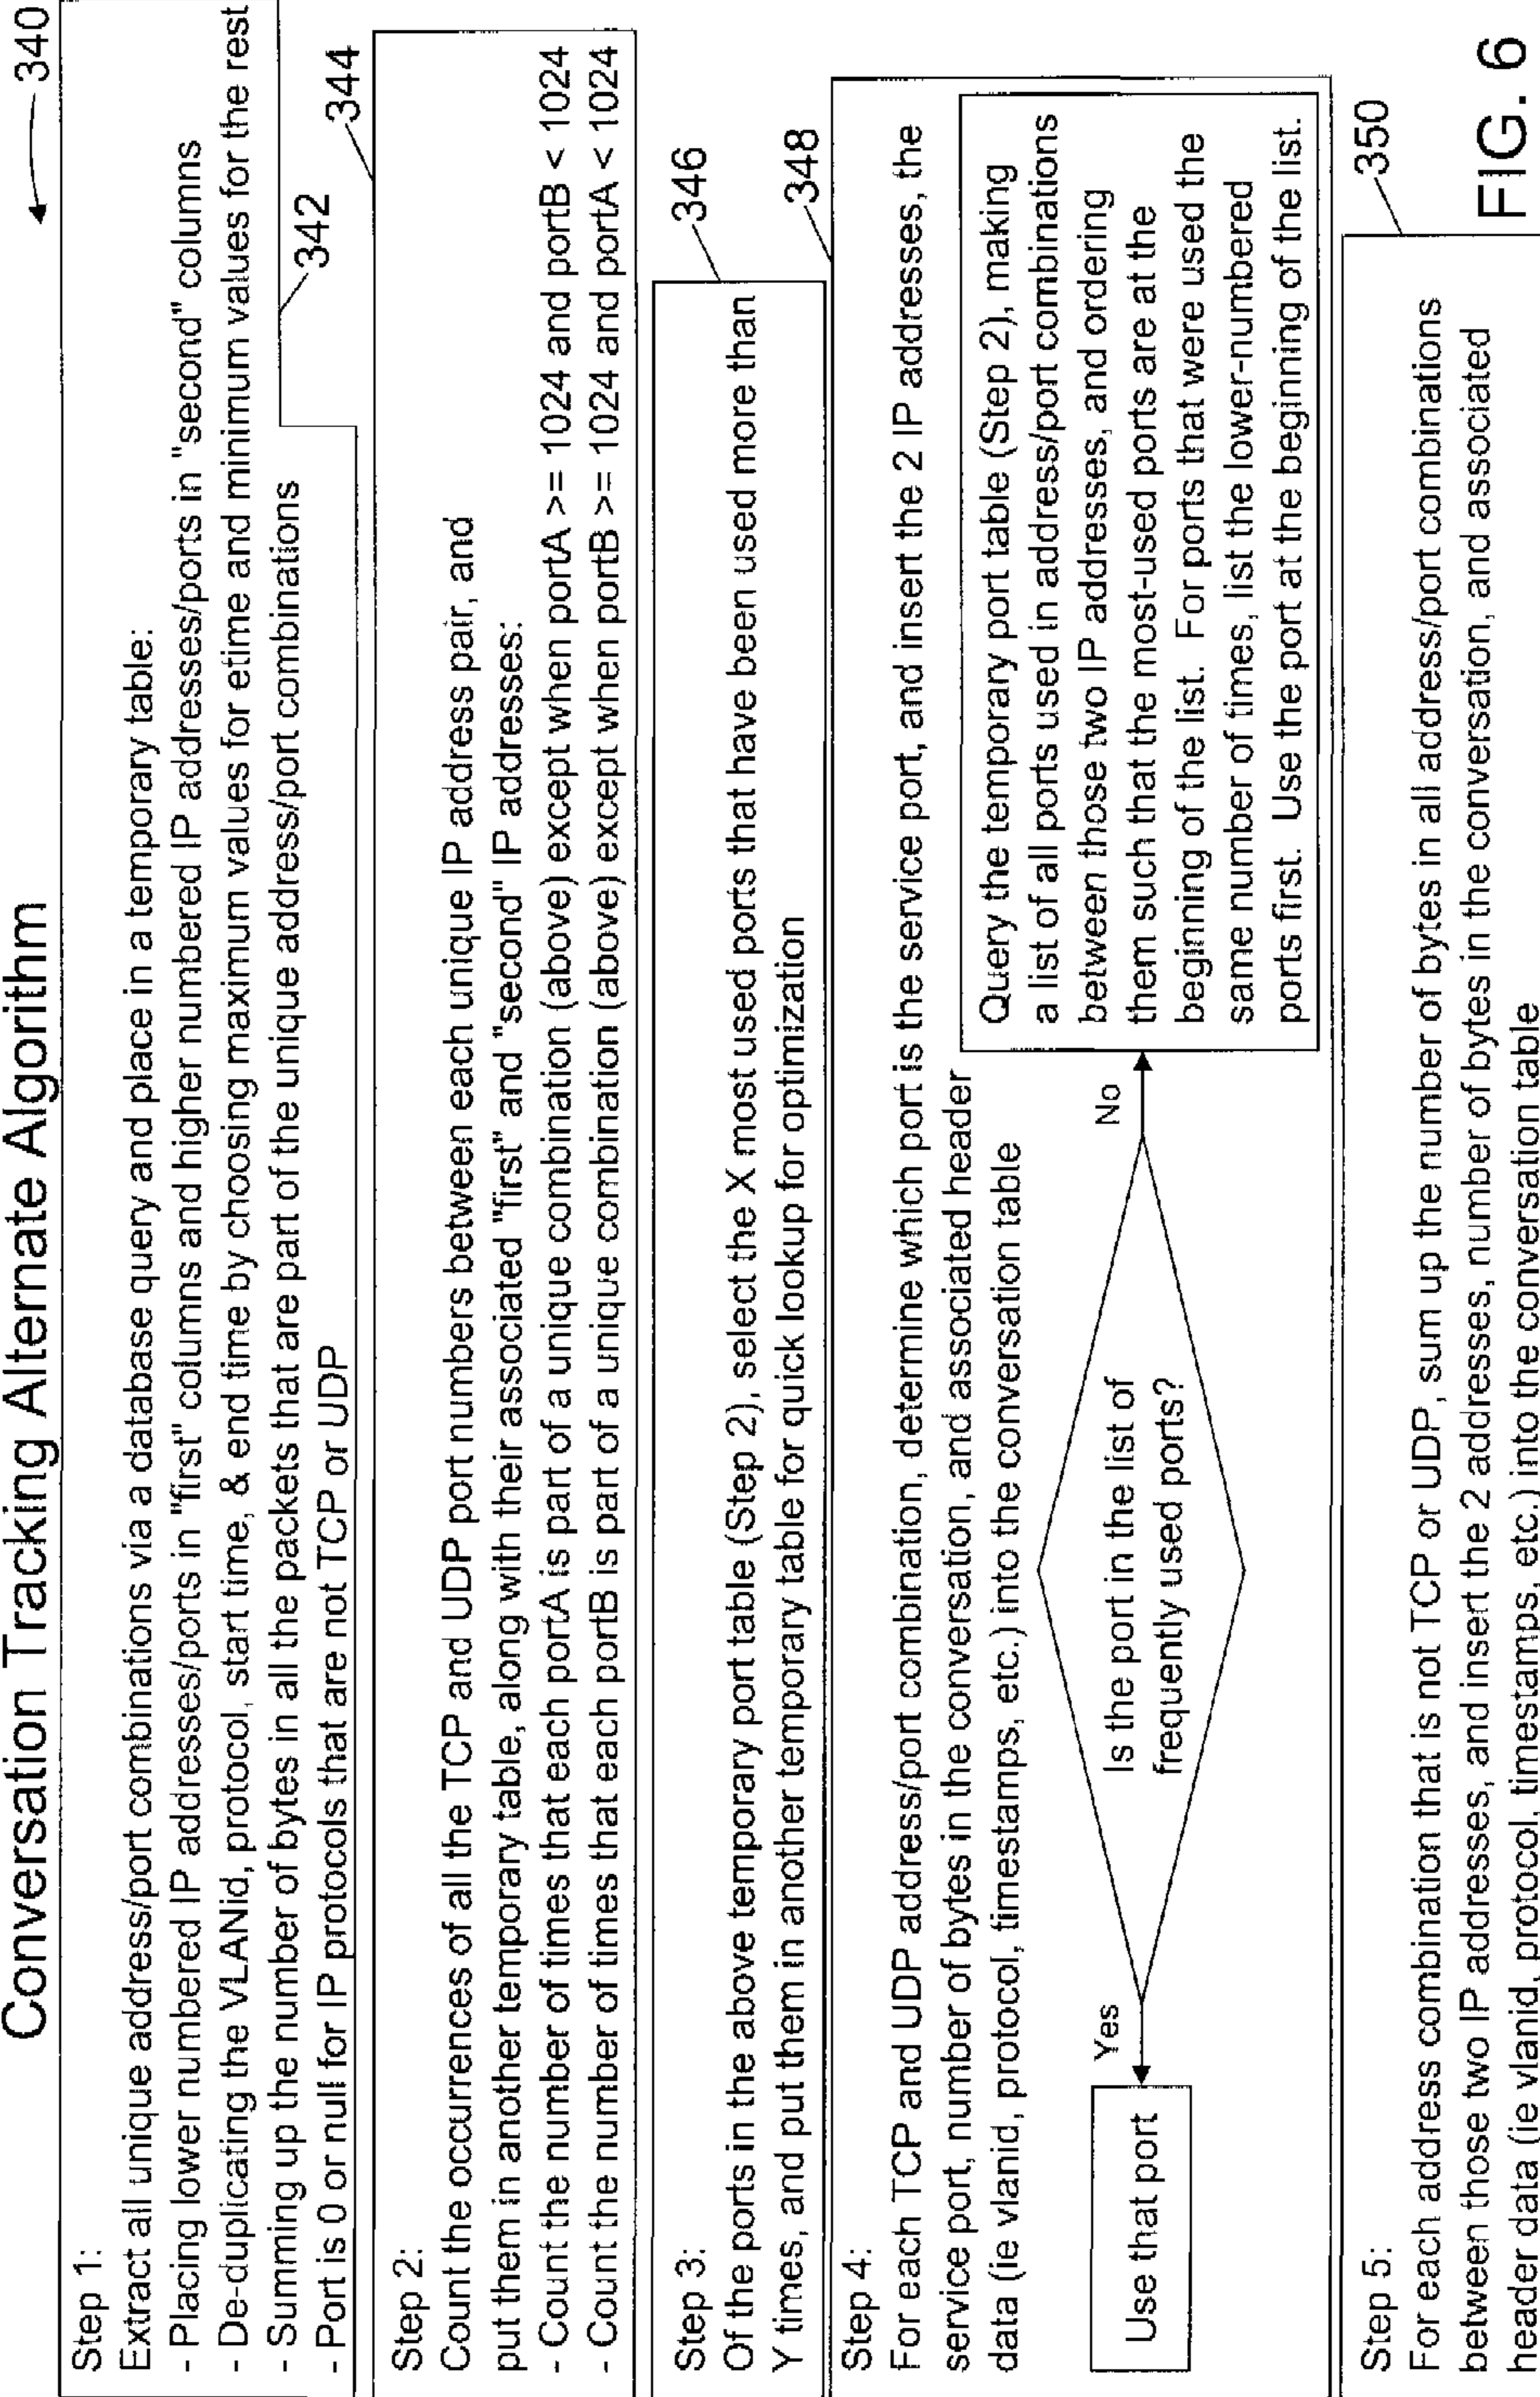 Conversation Tracking Alternate Algorithm
340
Step 1:
Extract all unique address/port combinations via a database query and place in a temporary table:
- Placing lower numbered IP addresses/ports in "first" columns and higher numbered IP addresses/ports in "second" columns
- De-duplicating the VLANid, protocol, start time, & end time by choosing maximum values for etime and minimum values for the rest
- Summing up the number of bytes in all the packets that are part of the unique address/port combinations
- Port is 0 or null for IP protocols that are not TCP or UDP
342
Step 2:
Count the occurrences of all the TCP and UDP port numbers between each unique IP address pair, and
put them in another temporary table, along with their associated "first" and "second" IP addresses:
- Count the number of times that each portA is part of a unique combination (above) except when portA >= 1024 and portB < 1024
- Count the number of times that each portB is part of a unique combination (above) except when portB >= 1024 and portA < 1024
344
Step 3:
Of the ports in the above temporary port table (Step 2), select the X most used ports that have been used more than
Y times, and put them in another temporary table for quick lookup for optimization
346
Step 4:
For each TCP and UDP address/port combination, determine which port is the service port, and insert the 2 IP addresses, the
service port, number of bytes in the conversation, and associated header
data (ie vlanid, protocol, timestamps, etc.) into the conversation table
348
Use that port
Yes
Is the port in the list of
frequently used ports?
No
Query the temporary port table (Step 2), making
a list of all ports used in address/port combinations
between those two IP addresses, and ordering
them such that the most-used ports are at the
beginning of the list. For ports that were used the
same number of times, list the lower-numbered
ports first. Use the port at the beginning of the list.
Step 5:
For each address combination that is not TCP or UDP, sum up the number of bytes in all address/port combinations
between those two IP addresses, and insert the 2 addresses, number of bytes in the conversation, and associated
header data (ie vlanid, protocol, timestamps, etc.) into the conversation table
350
FIG. 6